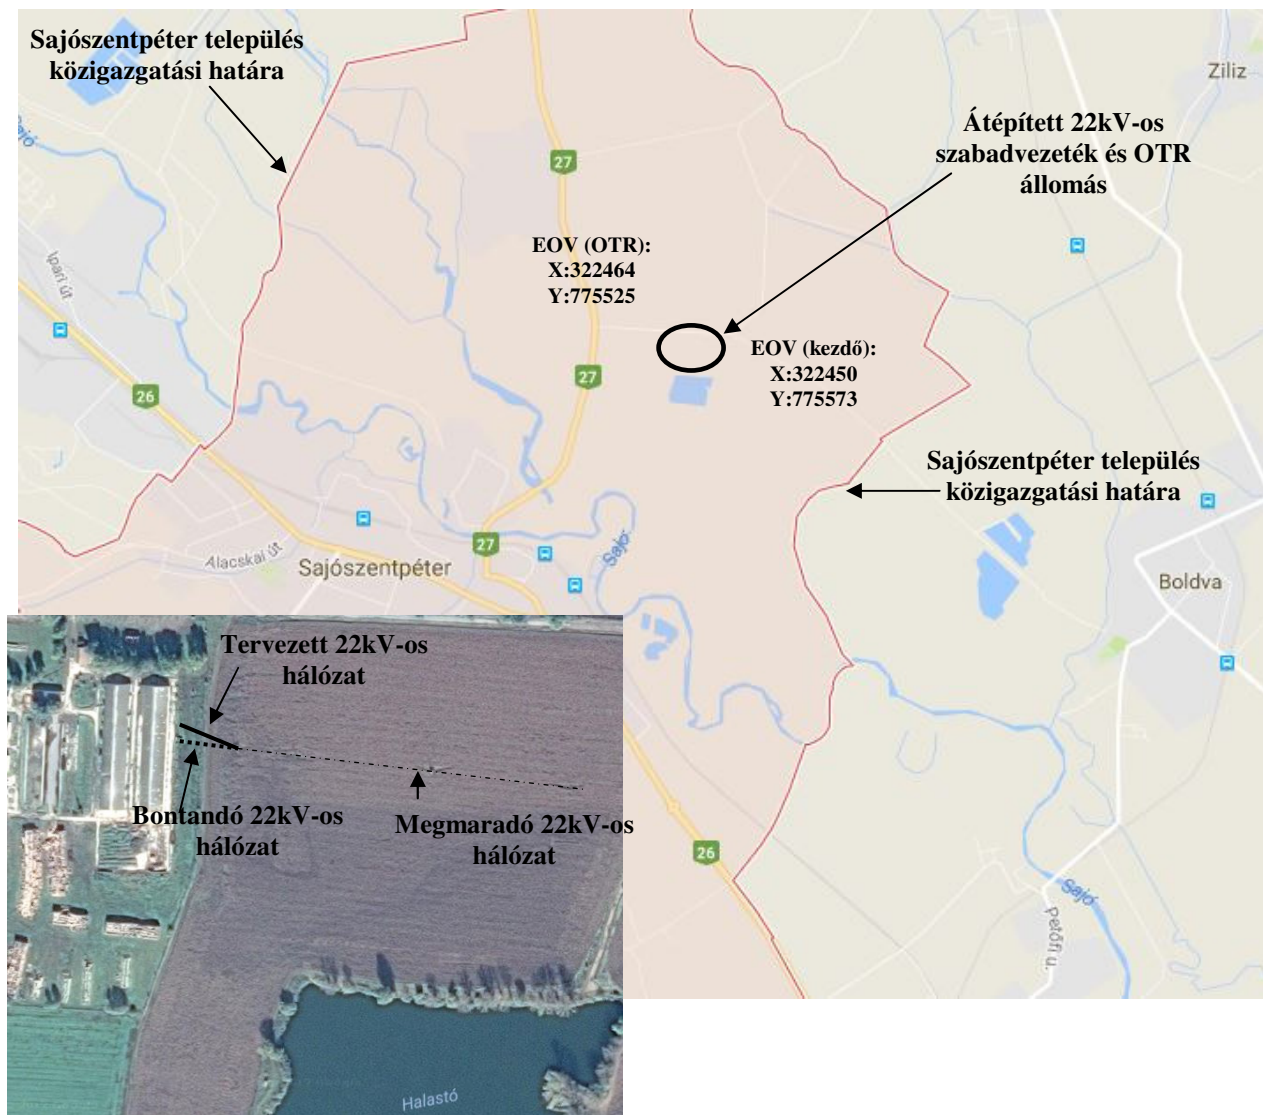 Sajószentpéter település
közigazgatási határa
Ziliz
Átépített 22kV-os
szabadvezeték és OTR
állomás
27
EOV (OTR):
X:322464
Y:775525
Ipari út
EOV (kezdő):
X:322450
Y:775573
27
26
Sajószentpéter település
közigazgatási határa
27
Alacskai út
Sajószentpéter
Sajó
Boldva
Tervezett 22kV-os
hálózat
Bontandó 22kV-os
hálózat
Megmaradó 22kV-os
hálózat
26
Sajó
Petőfi u.
Halastó